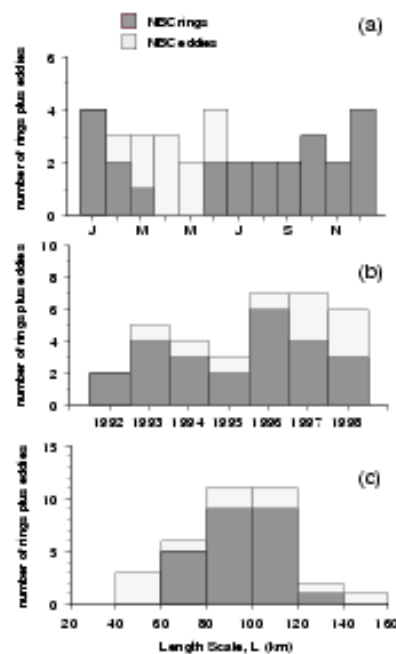 NBC rings
NBC eddies
(a)
number of rings plus eddies
6
4
2
0
J M M J S N
(b)
number of rings plus eddies
10
8
6
4
2
0
1992 1993 1994 1995 1996 1997 1998
(c)
number of rings plus eddies
15
10
5
0
20 40 60 80 100 120 140 160
Length Scale, L (km)